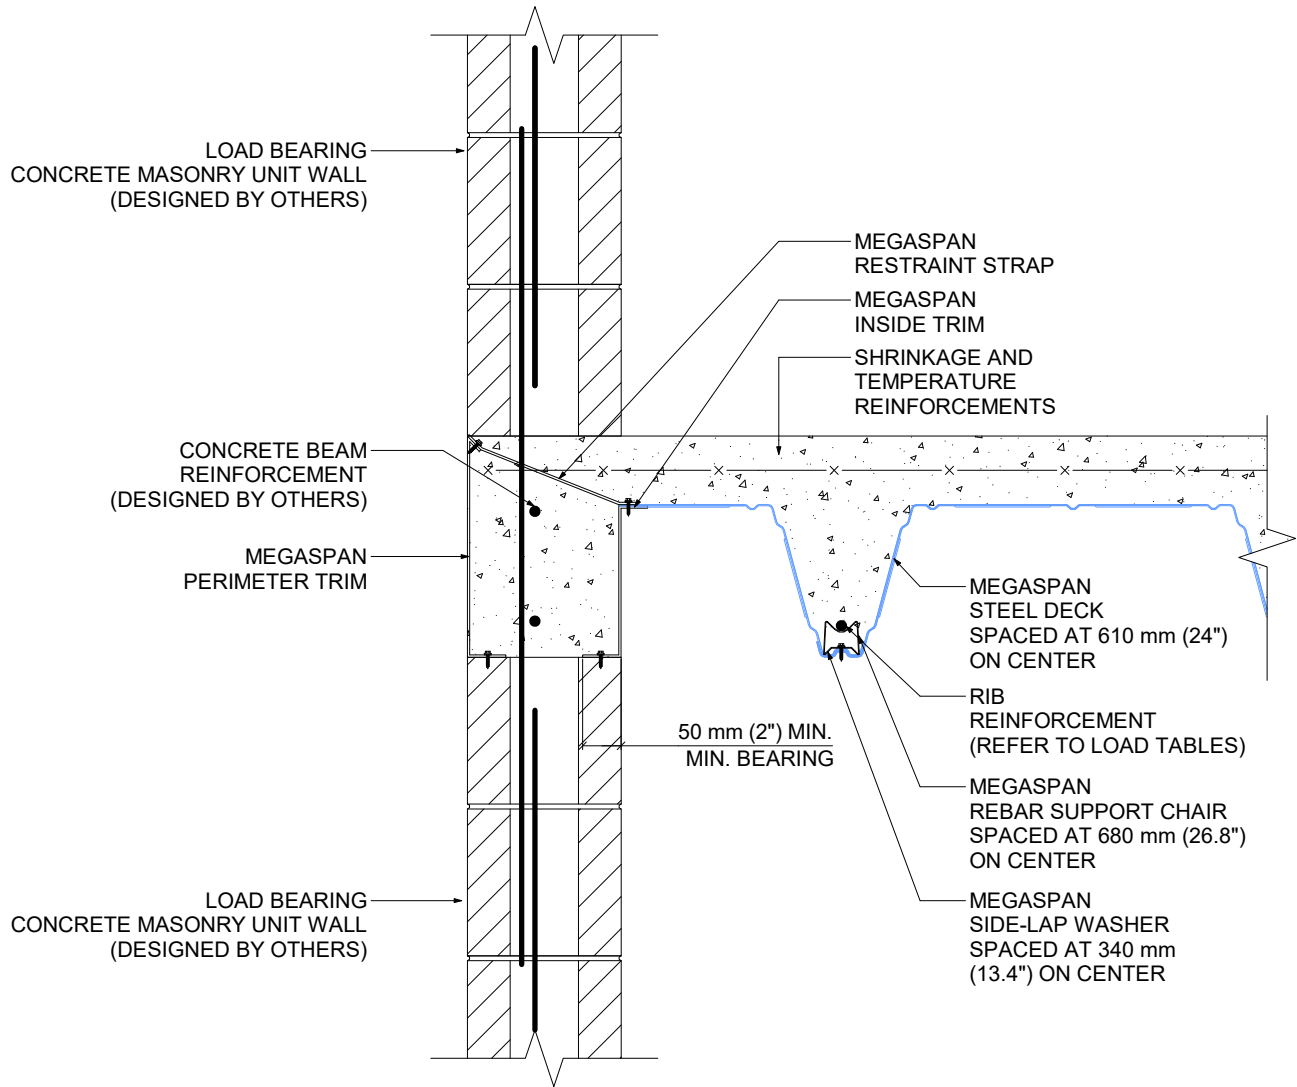 LOAD BEARING
CONCRETE MASONRY UNIT WALL
(DESIGNED BY OTHERS)
MEGASPAN
RESTRAINT STRAP
MEGASPAN
INSIDE TRIM
SHRINKAGE AND
TEMPERATURE
REINFORCEMENTS
CONCRETE BEAM
REINFORCEMENT
(DESIGNED BY OTHERS)
MEGASPAN
PERIMETER TRIM
MEGASPAN
STEEL DECK
SPACED AT 610 mm (24")
ON CENTER
RIB
REINFORCEMENT
(REFER TO LOAD TABLES)
50 mm (2") MIN.
MIN. BEARING
MEGASPAN
REBAR SUPPORT CHAIR
SPACED AT 680 mm (26.8")
ON CENTER
LOAD BEARING
CONCRETE MASONRY UNIT WALL
(DESIGNED BY OTHERS)
MEGASPAN
SIDE-LAP WASHER
SPACED AT 340 mm
(13.4") ON CENTER